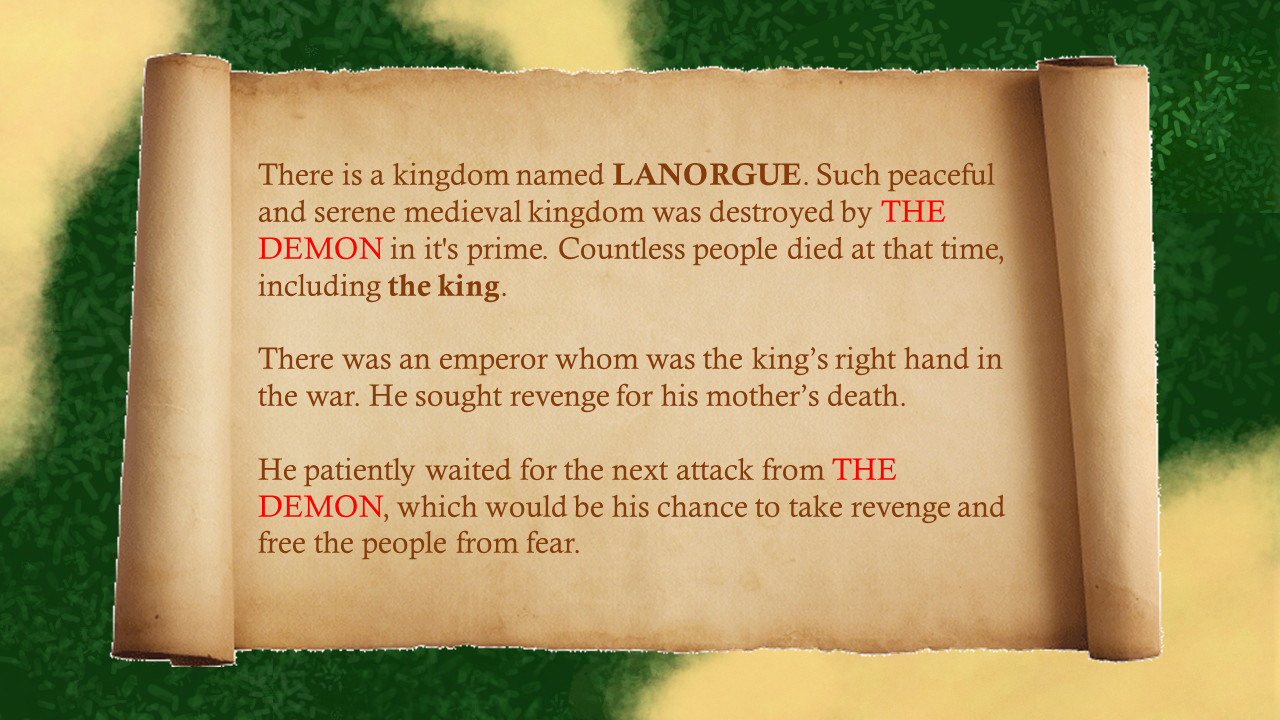 There is a kingdom named LANORGUE. Such peaceful
and serene medieval kingdom was destroyed by THE
DEMON in it's prime. Countless people died at that time,
including the king.
There was an emperor whom was the king’s right hand in
the war. He sought revenge for his mother’s death.
He patiently waited for the next attack from THE
DEMON, which would be his chance to take revenge and
free the people from fear.